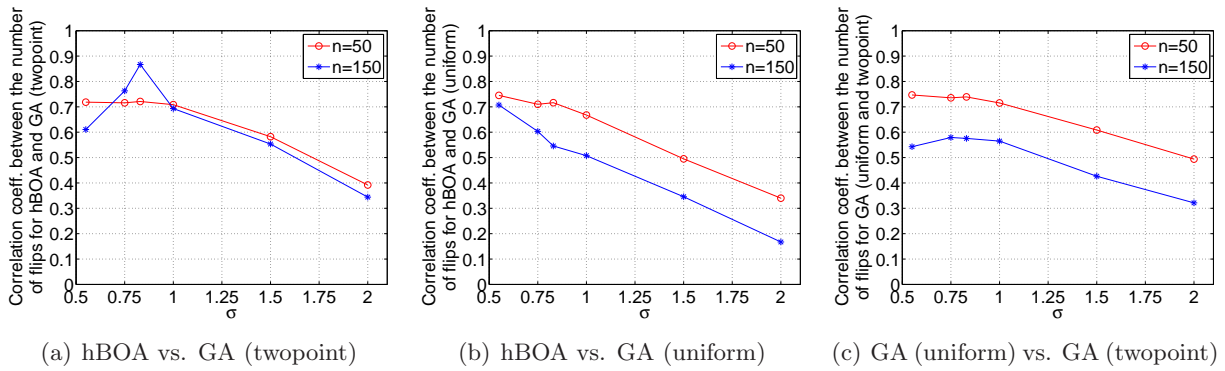 Correlation coeff. between the number
of flips for hBOA and GA (twopoint)
1
0.9
0.8
0.7
0.6
0.5
0.4
0.3
0.2
0.1
0
0.5 0.75 1 1.25 1.5 1.75 2
σ
n=50
n=150
(a) hBOA vs. GA (twopoint)
Correlation coeff. between the number
of flips for hBOA and GA (uniform)
1
0.9
0.8
0.7
0.6
0.5
0.4
0.3
0.2
0.1
0
0.5 0.75 1 1.25 1.5 1.75 2
σ
n=50
n=150
(b) hBOA vs. GA (uniform)
Correlation coeff. between the number
of flips for GA (uniform and twopoint)
1
0.9
0.8
0.7
0.6
0.5
0.4
0.3
0.2
0.1
0
0.5 0.75 1 1.25 1.5 1.75 2
σ
n=50
n=150
(c) GA (uniform) vs. GA (twopoint)